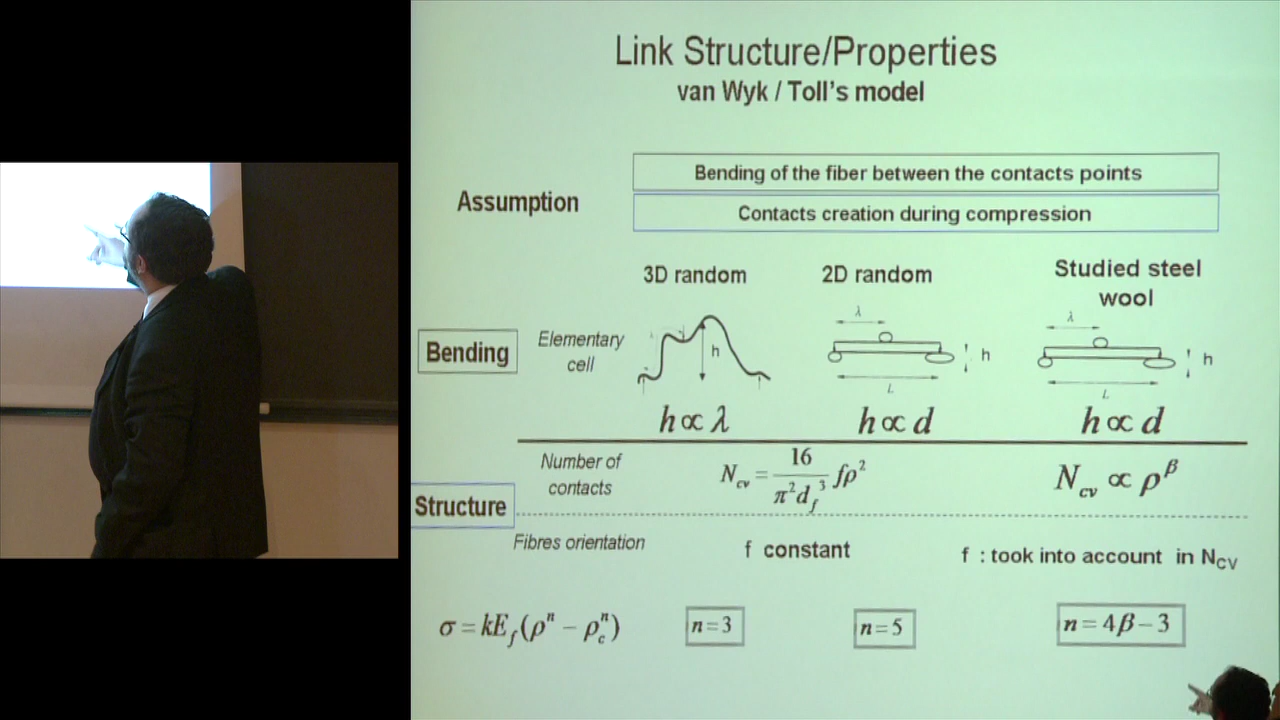 Link Structure/Properties
van Wyk / Toll's model
Assumption
Bending of the fiber between the contacts points
Contacts creation during compression
3D random
2D random
Studied steel wool
Bending
Elementary cell
h
λ
h
L
λ
h
L
h ∝ λ
h ∝ d
h ∝ d
Structure
Number of contacts
N_cv = 16/(π²d_f³) fρ²
N_cv ∝ ρ^β
Fibres orientation
f constant
f : took into account in N_CV
σ = kE_f(ρ^n − ρ_c^n)
n = 3
n = 5
n = 4β − 3